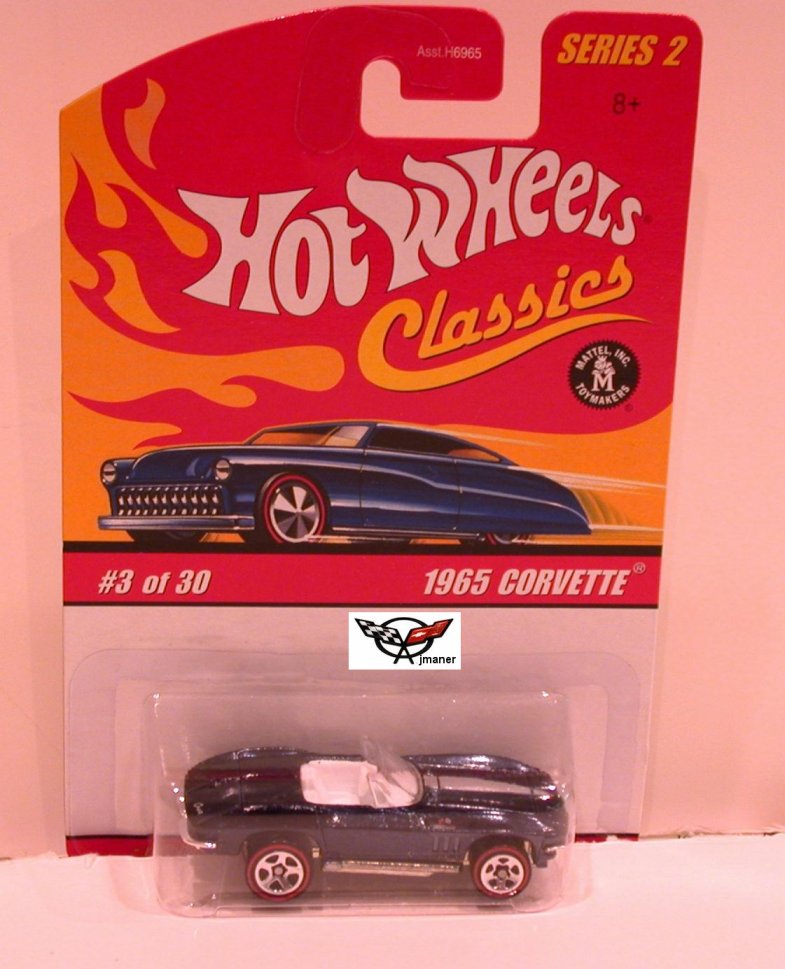 Asst.H6965
SERIES 2
8+
HOT WHEELS®
Classics
MATTEL, INC.
M
TOYMAKERS
®
#3 of 30
1965 CORVETTE®
jmaner